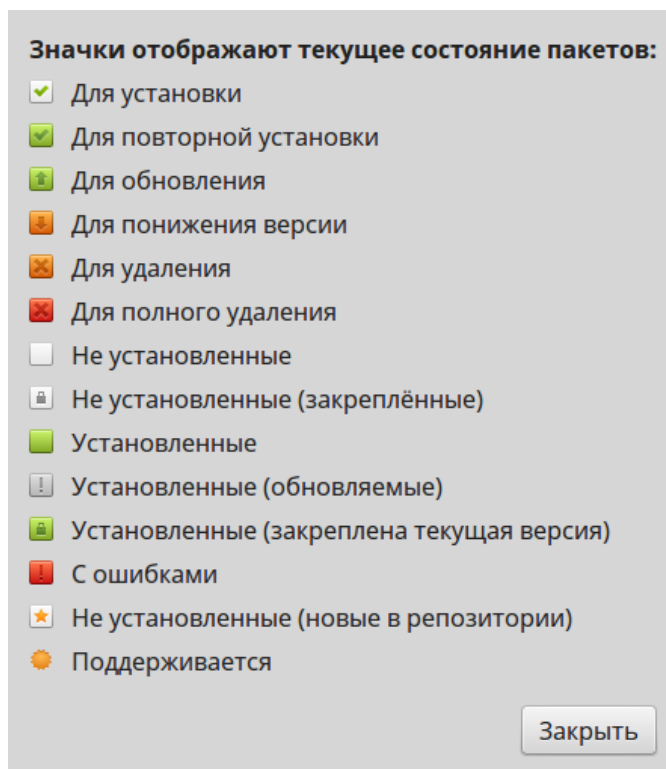 Значки отображают текущее состояние пакетов:
Для установки
Для повторной установки
Для обновления
Для понижения версии
Для удаления
Для полного удаления
Не установленные
Не установленные (закреплённые)
Установленные
Установленные (обновляемые)
Установленные (закреплена текущая версия)
С ошибками
Не установленные (новые в репозитории)
Поддерживается
Закрыть